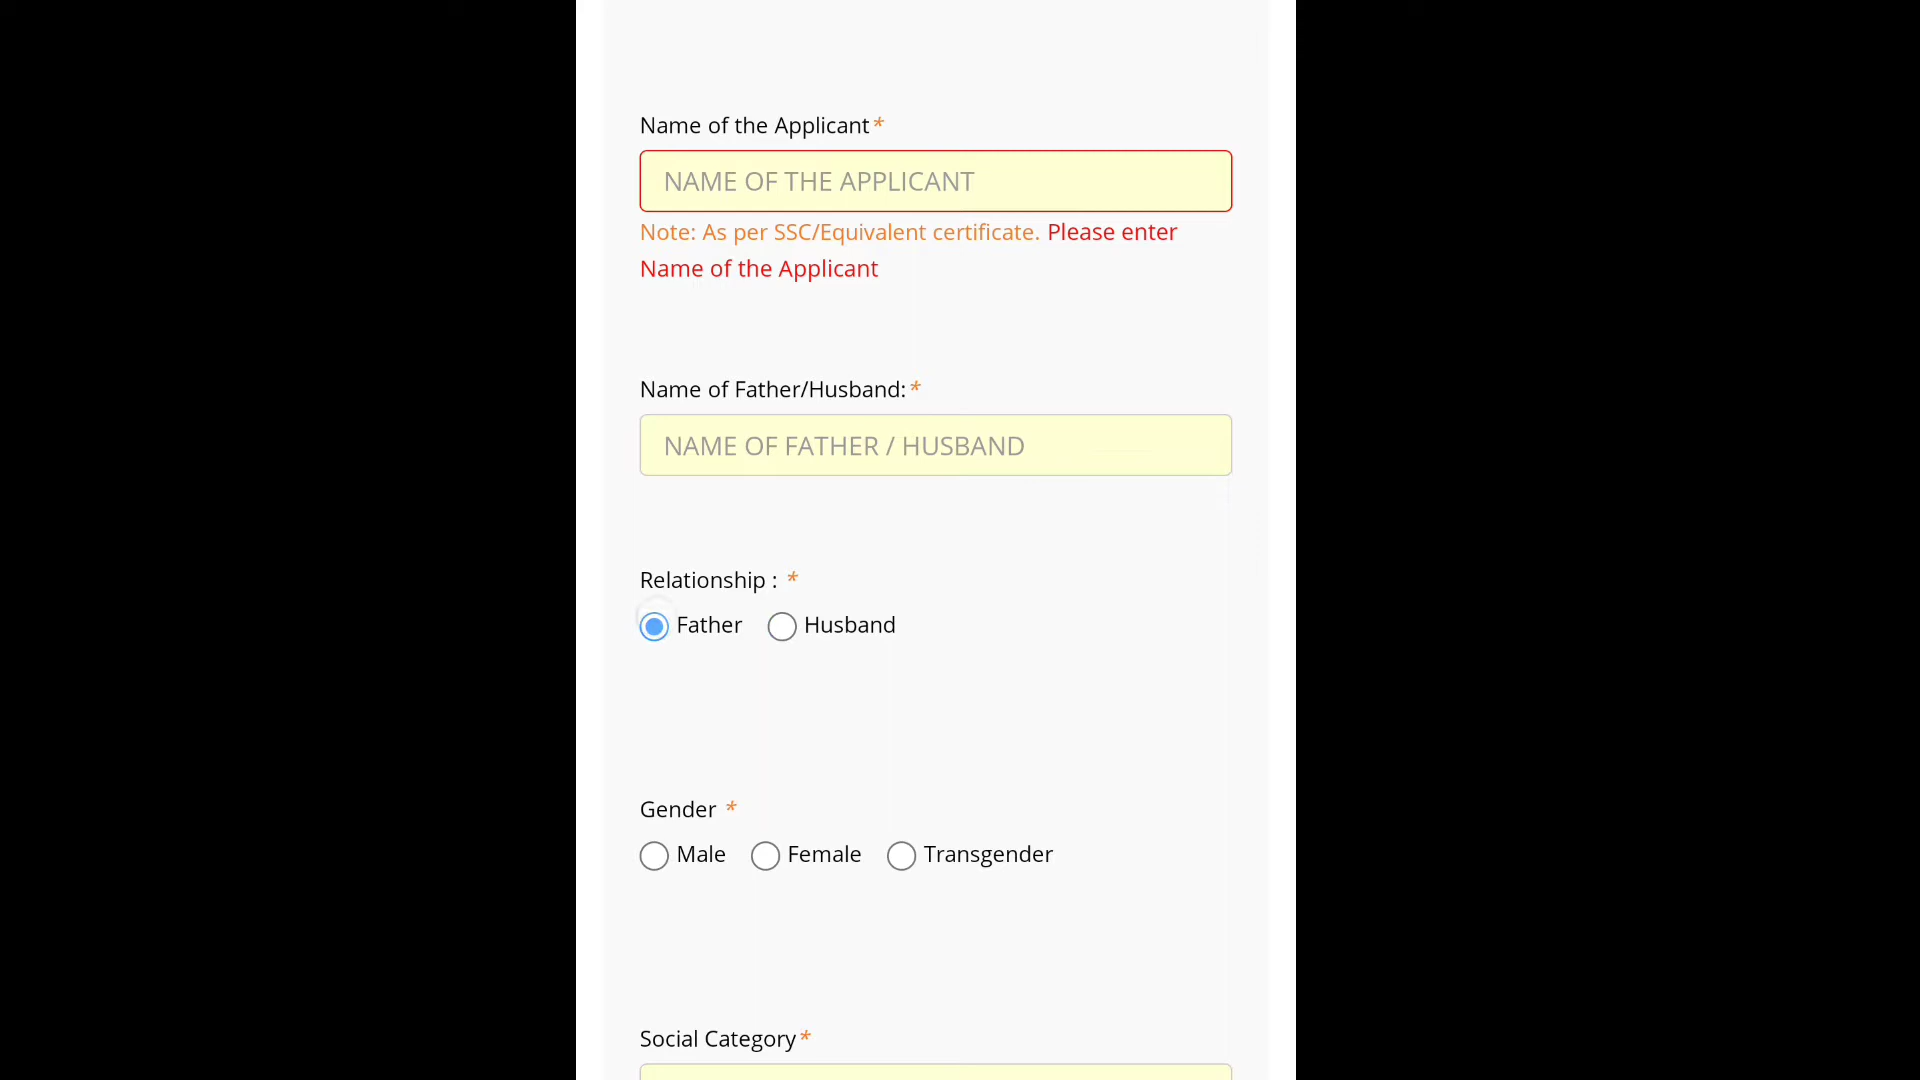 Name of the Applicant*
NAME OF THE APPLICANT
Note: As per SSC/Equivalent certificate. Please enter
Name of the Applicant
Name of Father/Husband:*
NAME OF FATHER / HUSBAND
Relationship : *
Father Husband
Gender *
Male Female Transgender
Social Category*